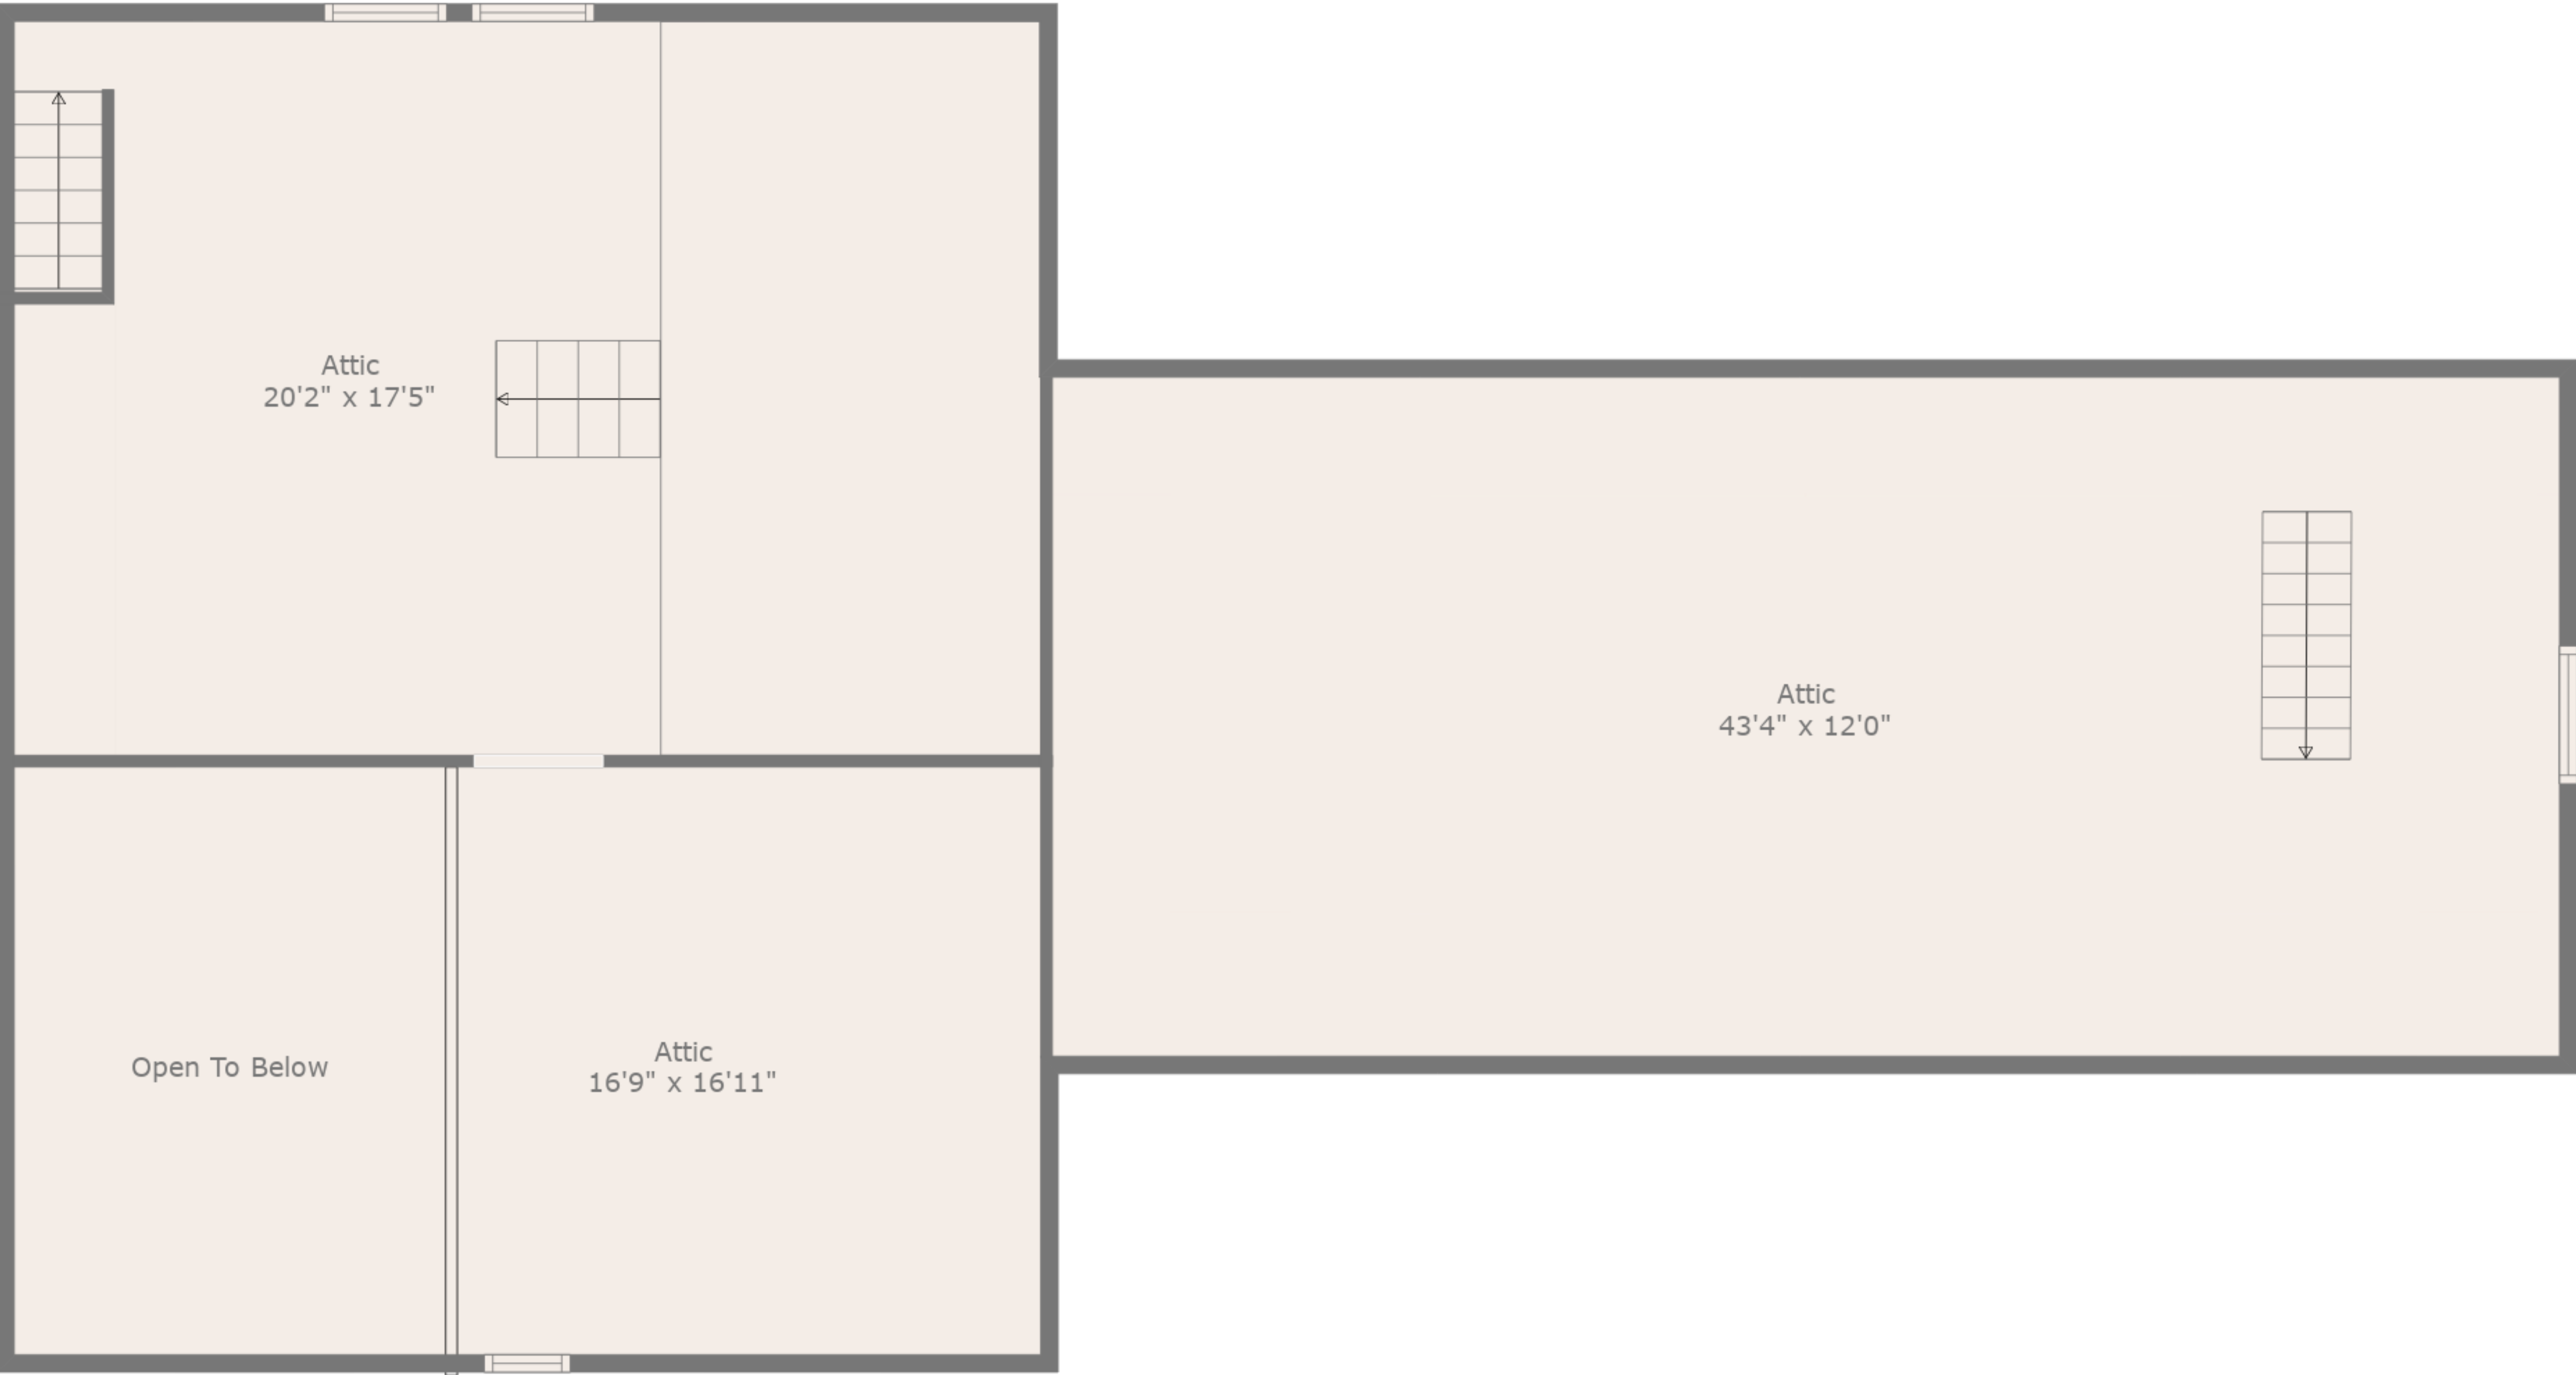 Attic
20'2" x 17'5"
Attic
43'4" x 12'0"
Open To Below
Attic
16'9" x 16'11"